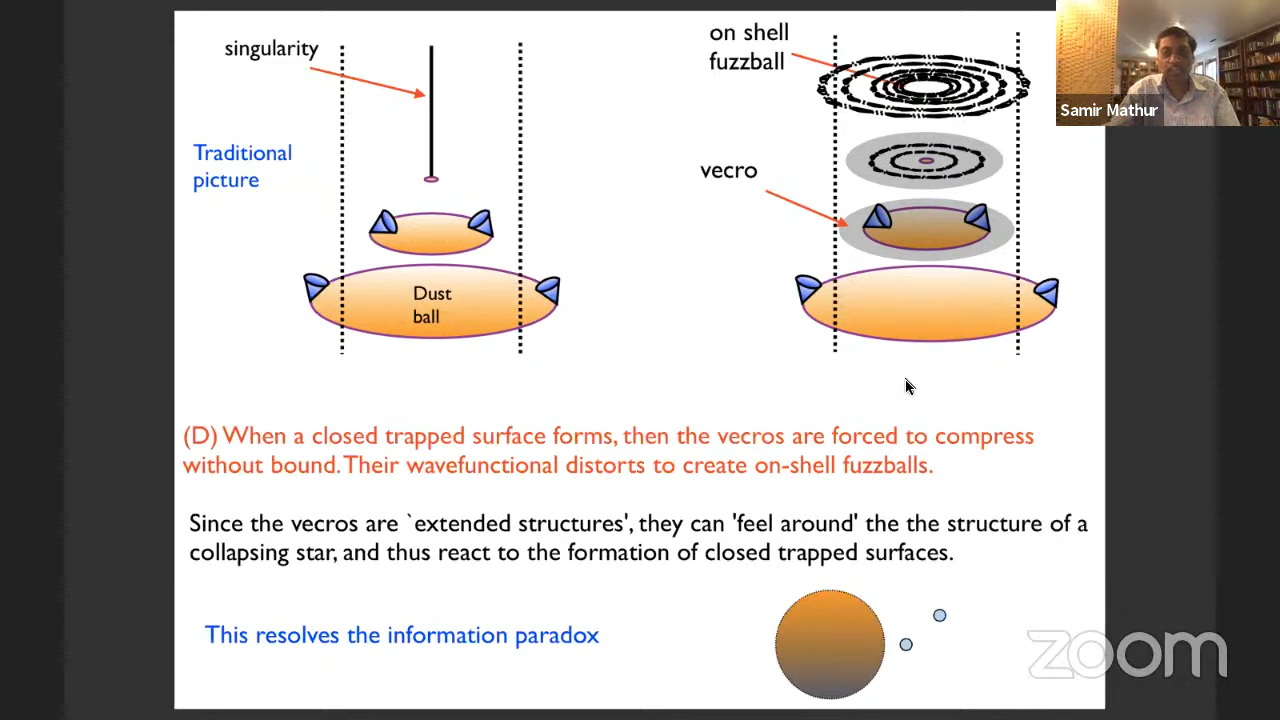 singularity
Traditional
picture
Dust
ball
on shell
fuzzball
vecro
Samir Mathur
(D) When a closed trapped surface forms, then the vecros are forced to compress
without bound. Their wavefunctional distorts to create on-shell fuzzballs.
Since the vecros are `extended structures', they can 'feel around' the the structure of a
collapsing star, and thus react to the formation of closed trapped surfaces.
This resolves the information paradox
zoom